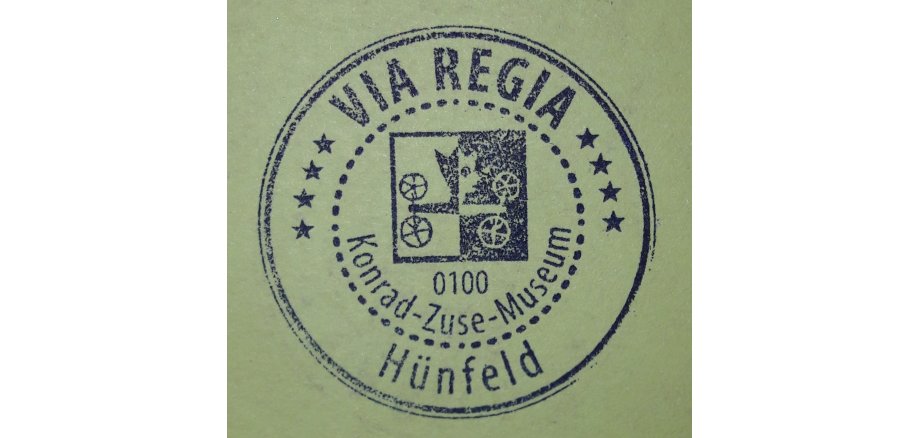 VIA REGIA
0100
Konrad-Zuse-Museum
Hünfeld